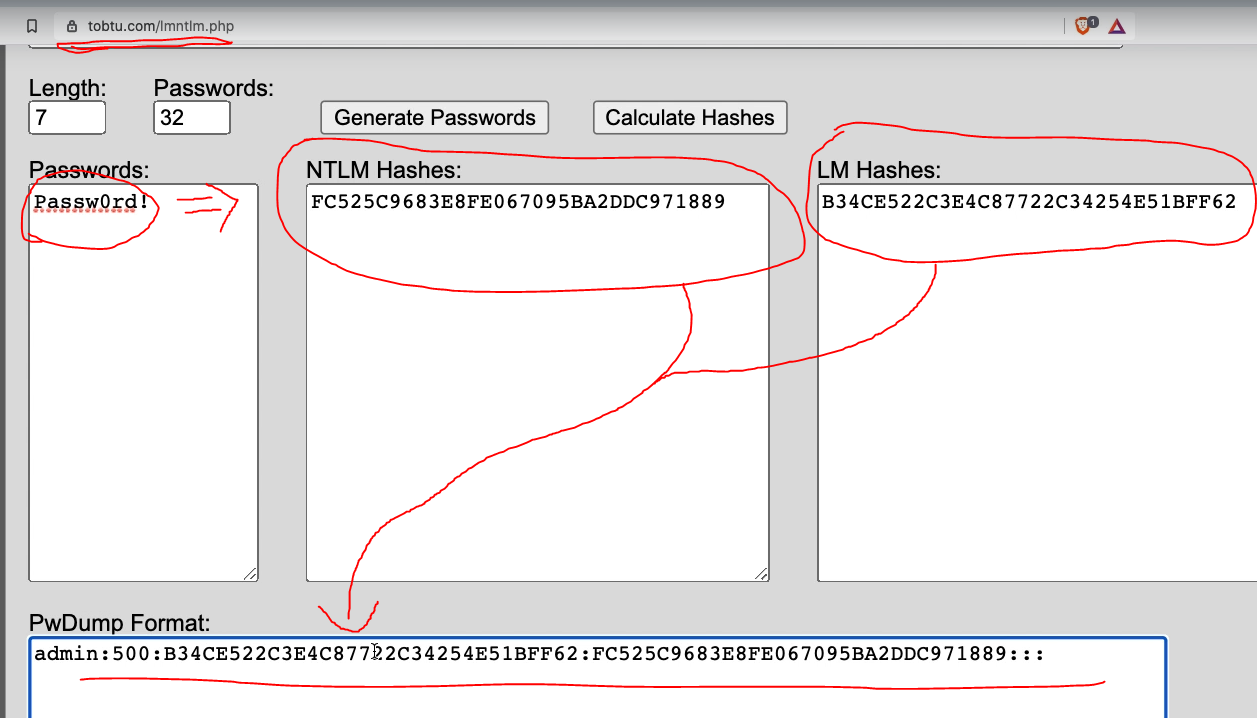 tobtu.com/lmntlm.php
1
Length: Passwords:
7 32 Generate Passwords Calculate Hashes
Passwords: NTLM Hashes: LM Hashes:
Passw0rd! FC525C9683E8FE067095BA2DDC971889 B34CE522C3E4C87722C34254E51BFF62
PwDump Format:
admin:500:B34CE522C3E4C87722C34254E51BFF62:FC525C9683E8FE067095BA2DDC971889:::